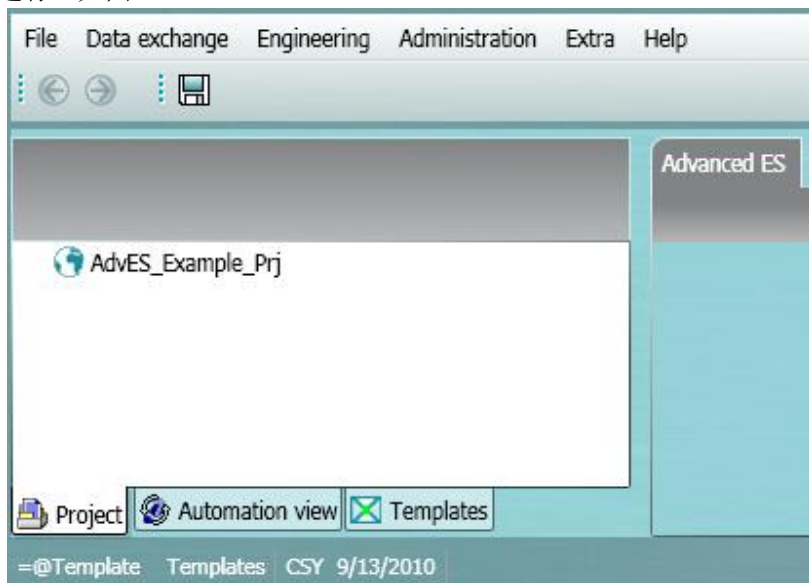 File Data exchange Engineering Administration Extra Help
Advanced ES
AdvES_Example_Prj
Project Automation view Templates
=@Template Templates CSY 9/13/2010